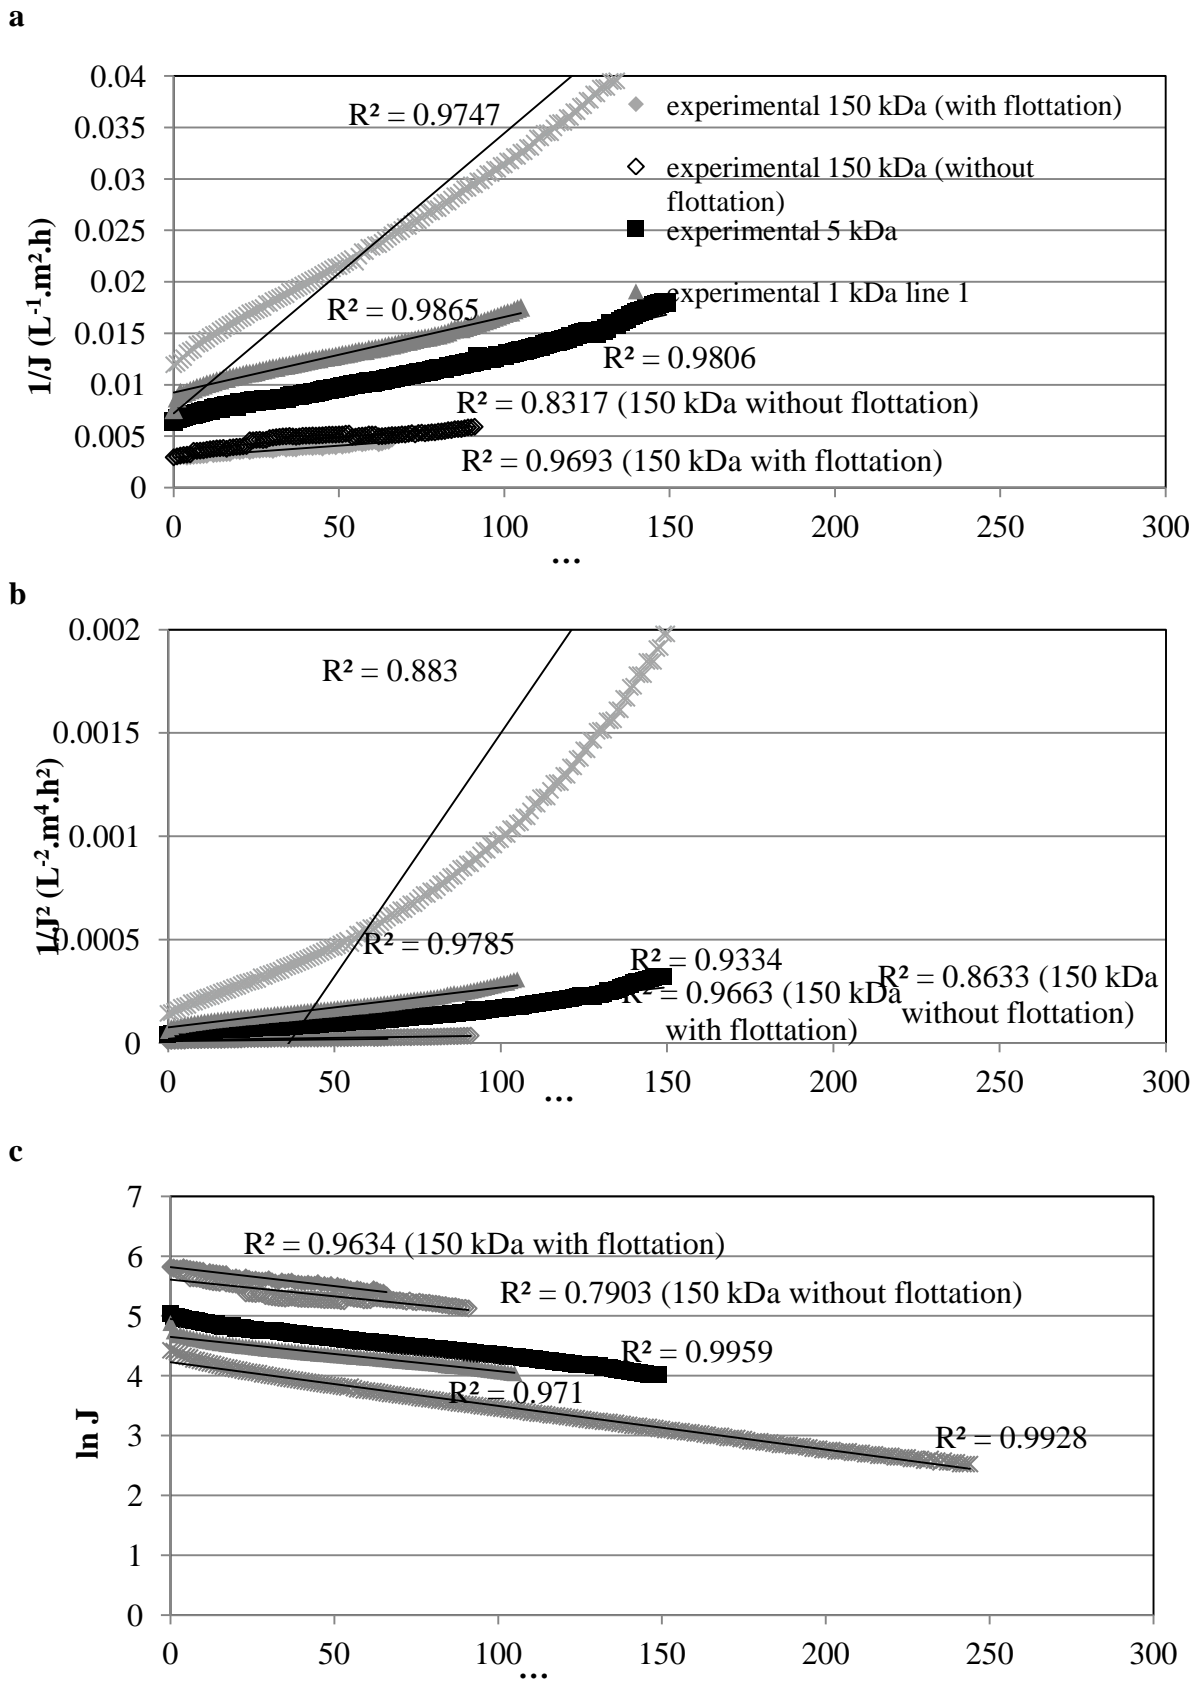 a
0.04
0.035
0.03
0.025
0.02
0.015
0.01
0.005
0
1/J (L⁻¹.m².h)
R² = 0.9747
experimental 150 kDa (with flottation)
experimental 150 kDa (without
flottation)
experimental 5 kDa
experimental 1 kDa line 1
R² = 0.9865
R² = 0.9806
R² = 0.8317 (150 kDa without flottation)
R² = 0.9693 (150 kDa with flottation)
0 50 100 150 200 250 300
...
b
0.002
0.0015
0.001
0.0005
0
1/J² (L⁻².m⁴.h²)
R² = 0.883
R² = 0.9785
R² = 0.9334
R² = 0.9663 (150 kDa
with flottation)
R² = 0.8633 (150 kDa
without flottation)
0 50 100 150 200 250 300
...
c
7
6
5
4
3
2
1
0
ln J
R² = 0.9634 (150 kDa with flottation)
R² = 0.7903 (150 kDa without flottation)
R² = 0.9959
R² = 0.971
R² = 0.9928
0 50 100 150 200 250 300
...